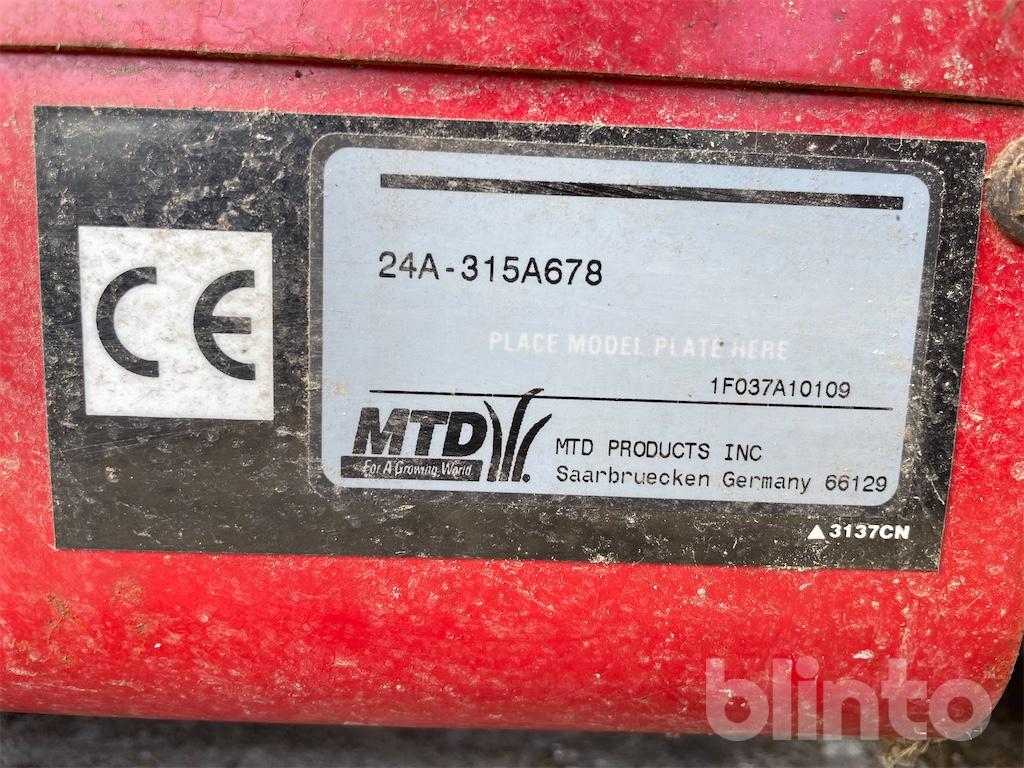 CE
24A-315A678
PLACE MODEL PLATE HERE
1F037A10109
MTD
For A Growing World.
MTD PRODUCTS INC
Saarbruecken Germany 66129
▲3137CN
blinto